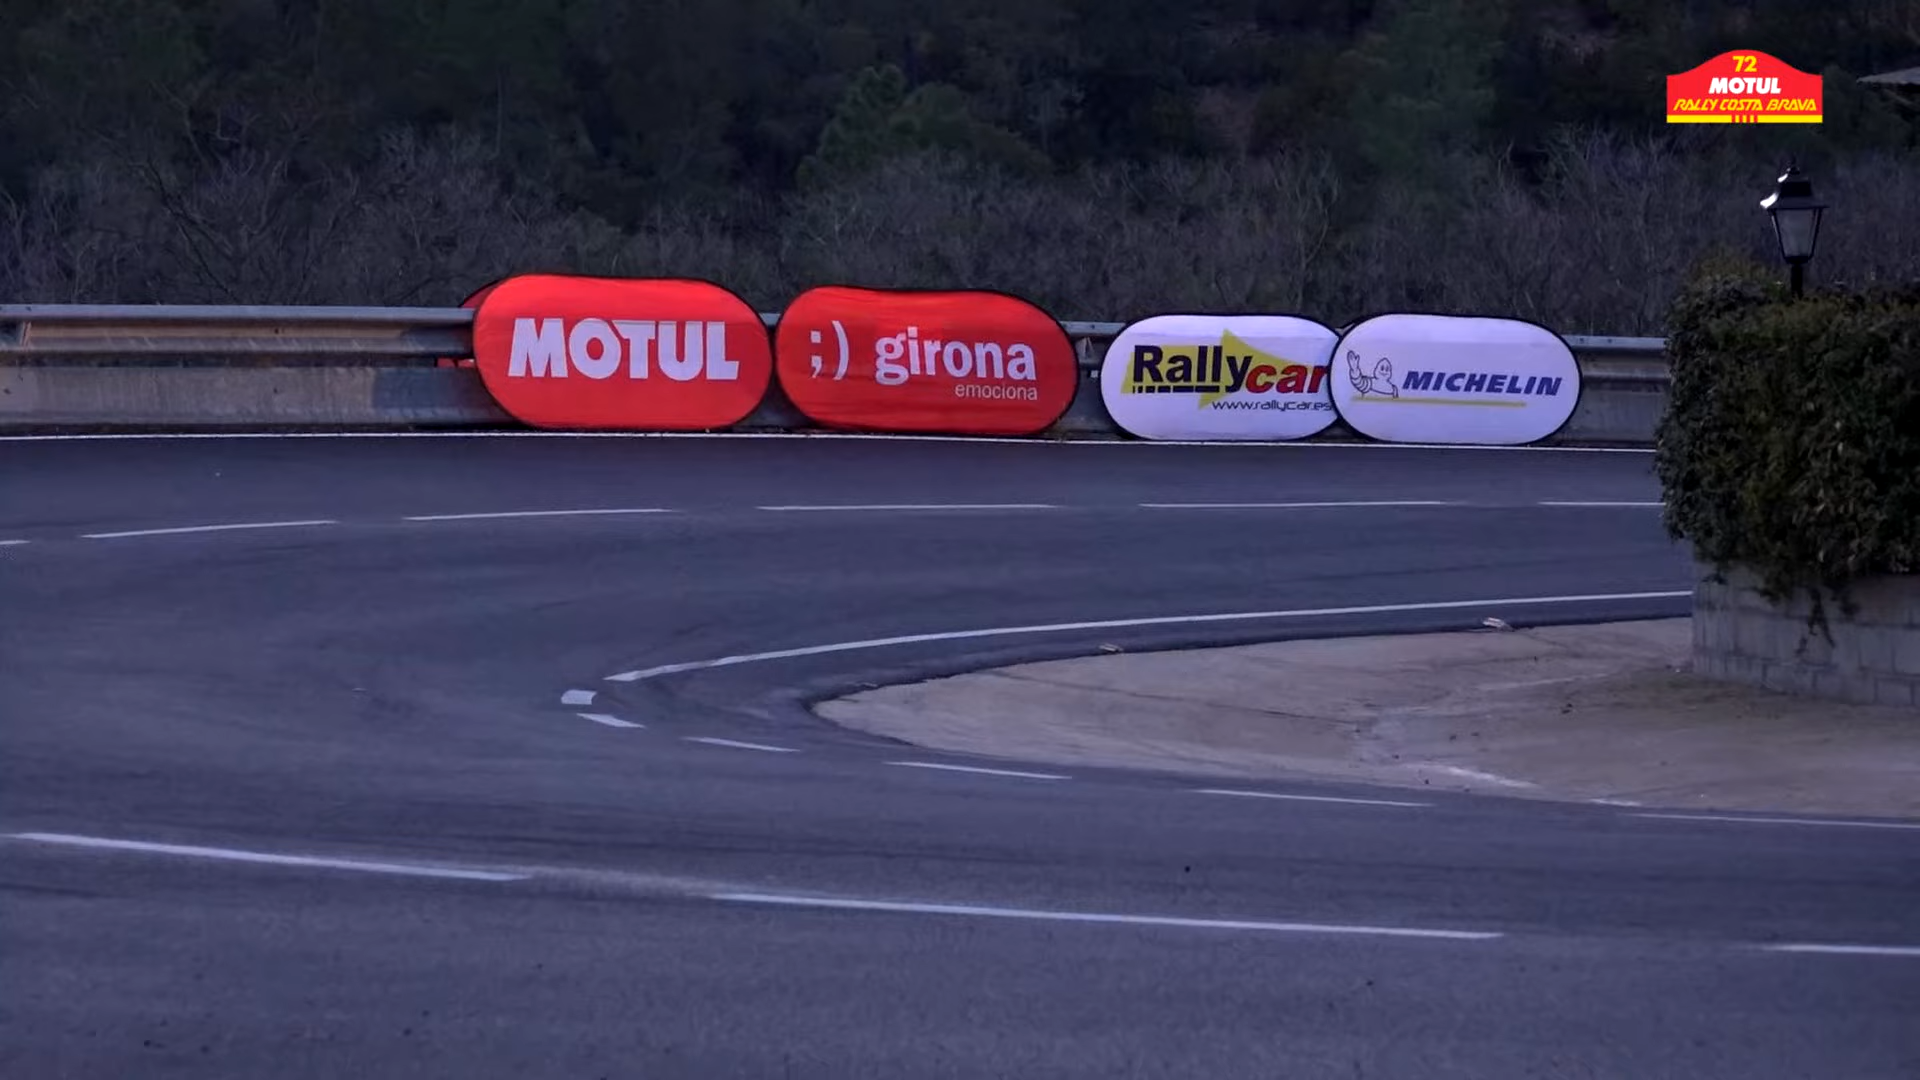 72
MOTUL
RALLY COSTA BRAVA
MOTUL
;) girona
emociona
Rallycar
www.rallycar.es
MICHELIN